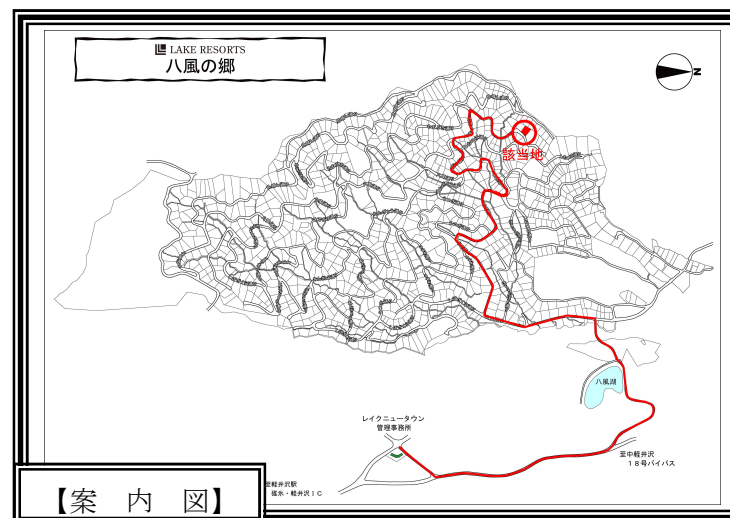 LAKE RESORTS
八風の郷
N
該当地
八風湖
レイクニュータウン
管理事務所
至中軽井沢
18号バイパス
至軽井沢駅
碓氷・軽井沢IC
【案 内 図】